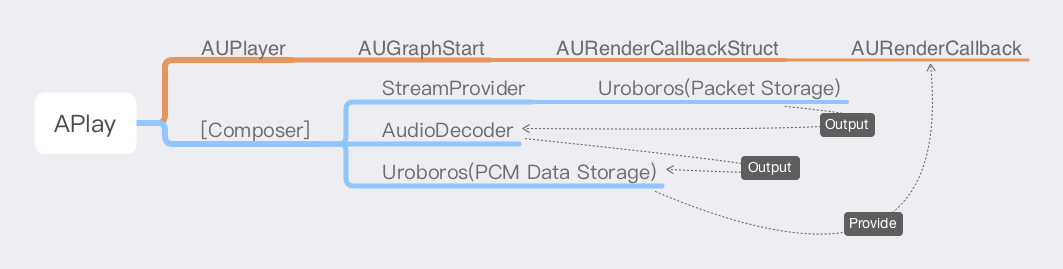 AUPlayer AUGraphStart AURenderCallbackStruct AURenderCallback
StreamProvider Uroboros(Packet Storage)
APlay
[Composer] AudioDecoder Output
Uroboros(PCM Data Storage) Output
Provide